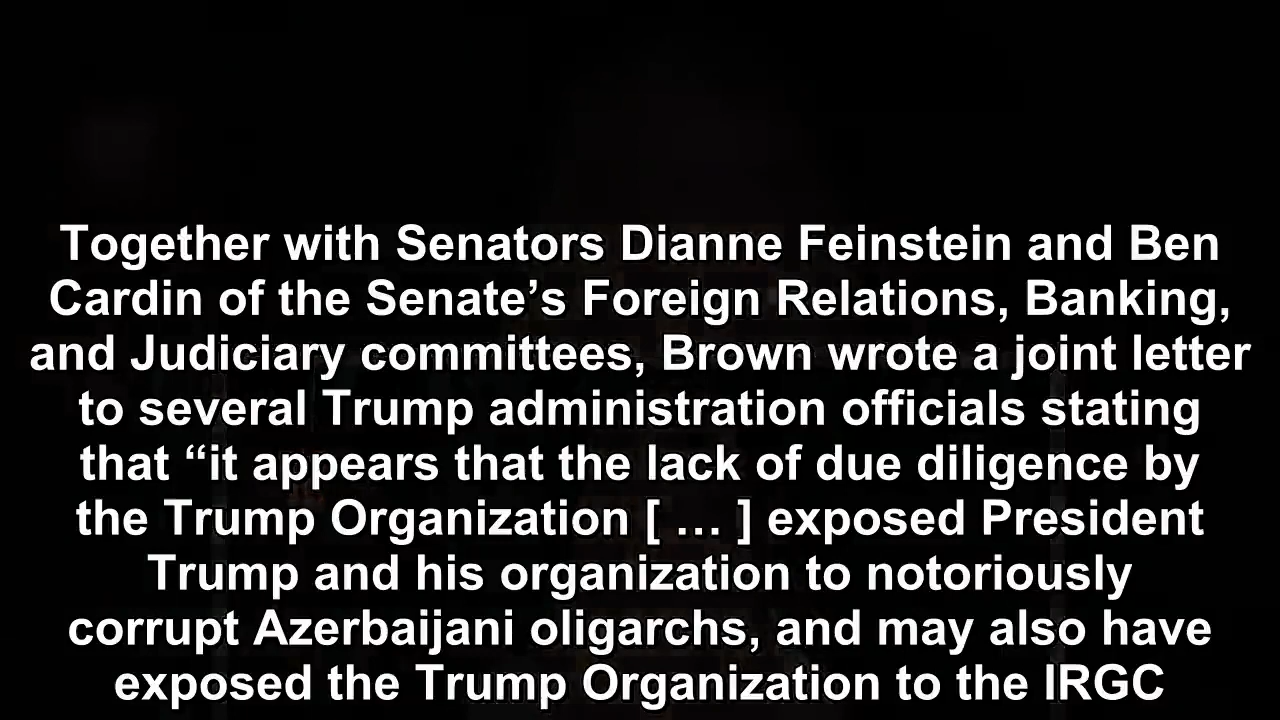 Together with Senators Dianne Feinstein and Ben
Cardin of the Senate’s Foreign Relations, Banking,
and Judiciary committees, Brown wrote a joint letter
to several Trump administration officials stating
that “it appears that the lack of due diligence by
the Trump Organization [ … ] exposed President
Trump and his organization to notoriously
corrupt Azerbaijani oligarchs, and may also have
exposed the Trump Organization to the IRGC